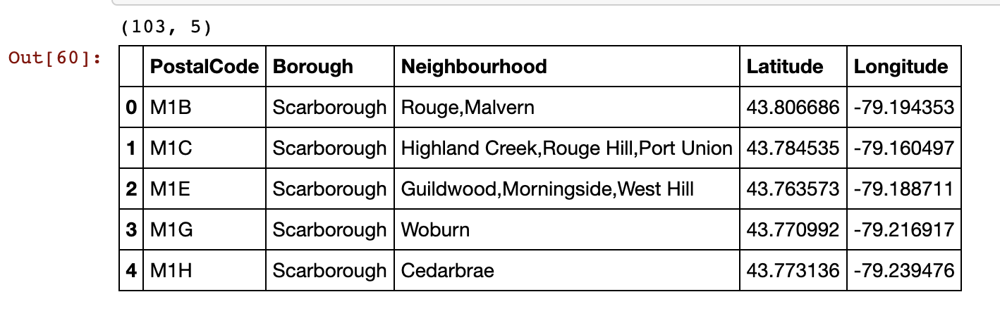 (103, 5)
Out[60]:
PostalCode Borough Neighbourhood Latitude Longitude
0 M1B Scarborough Rouge,Malvern 43.806686 -79.194353
1 M1C Scarborough Highland Creek,Rouge Hill,Port Union 43.784535 -79.160497
2 M1E Scarborough Guildwood,Morningside,West Hill 43.763573 -79.188711
3 M1G Scarborough Woburn 43.770992 -79.216917
4 M1H Scarborough Cedarbrae 43.773136 -79.239476